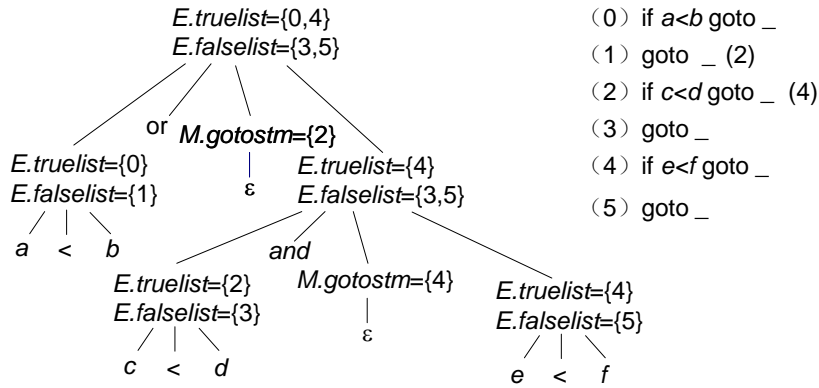 E.truelist={0,4}
E.falselist={3,5}
or
M.gotostm={2}
ε
E.truelist={0}
E.falselist={1}
a < b
E.truelist={4}
E.falselist={3,5}
and
E.truelist={2}
E.falselist={3}
c < d
M.gotostm={4}
ε
E.truelist={4}
E.falselist={5}
e < f
（0）if a<b goto _
（1）goto _ (2)
（2）if c<d goto _ (4)
（3）goto _
（4）if e<f goto _
（5）goto _